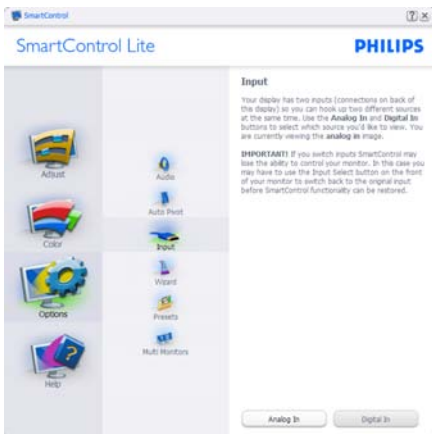 SmartControl
SmartControl Lite
PHILIPS
Adjust
Color
Options
Help
Audio
Auto Pivot
Input
Wizard
Presets
Multi Monitors
Input
Your display has two inputs (connections on back of
this display) so you can hook up two different sources
at the same time. Use the Analog In and Digital In
buttons to select which source you'd like to view. You
are currently viewing the analog in image.
IMPORTANT! If you switch inputs SmartControl may
lose the ability to control your monitor. In this case you
may have to use the Input Select button on the front
of your monitor to switch back to the original input
before SmartControl functionality can be restored.
Analog In
Digital In